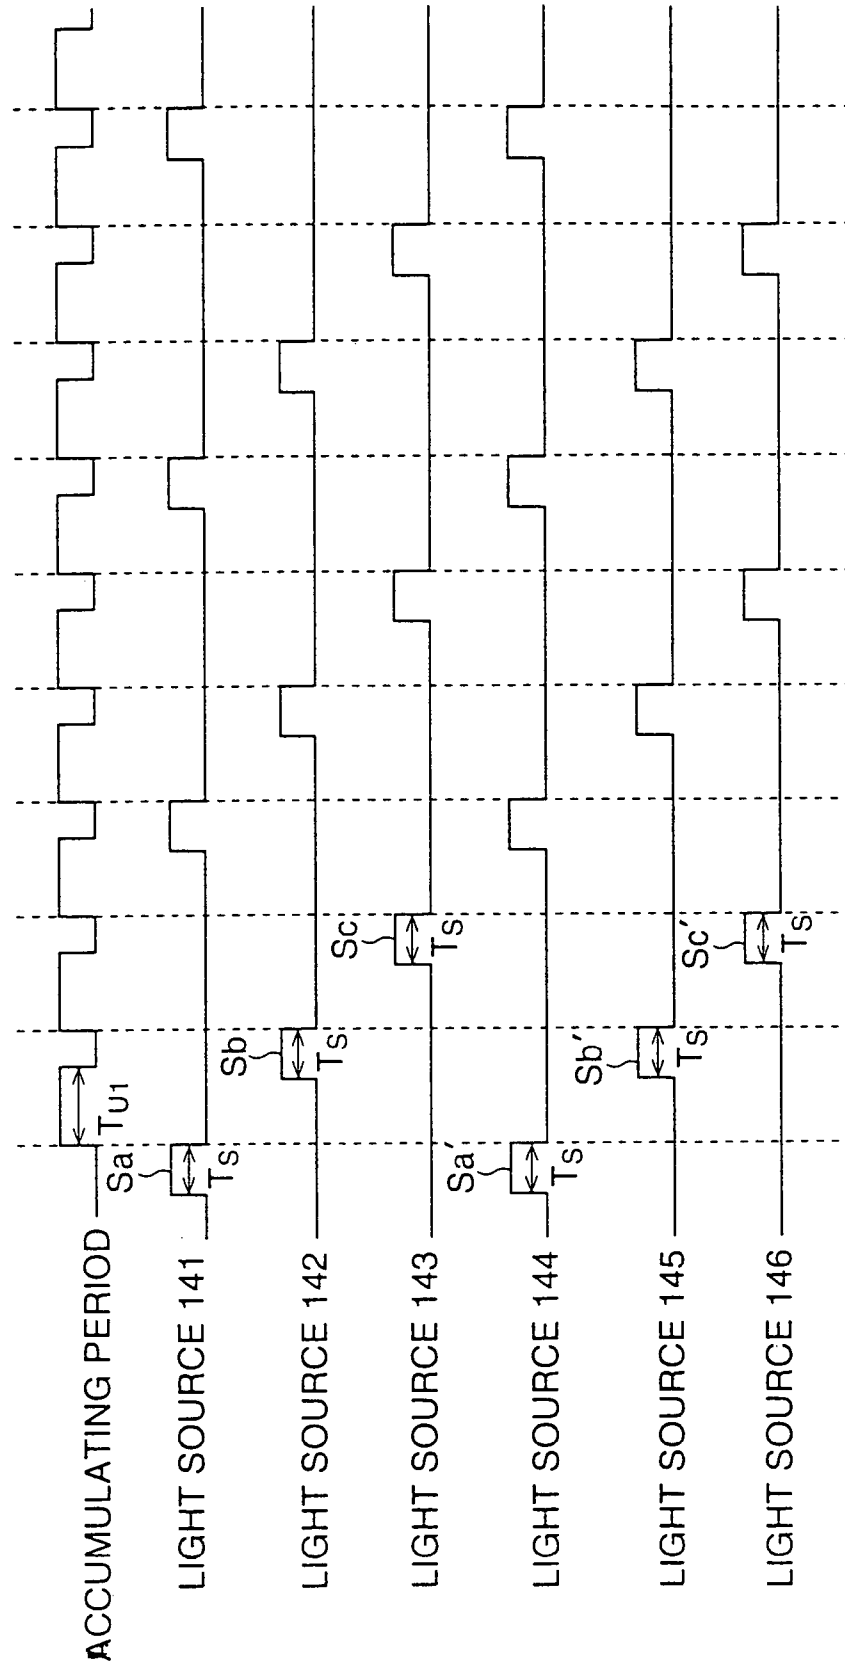 ACCUMULATING PERIOD
TU1
LIGHT SOURCE 141
Sa
TS
LIGHT SOURCE 142
Sb
TS
LIGHT SOURCE 143
Sc
TS
LIGHT SOURCE 144
Sa′
TS
LIGHT SOURCE 145
Sb′
TS
LIGHT SOURCE 146
Sc′
TS